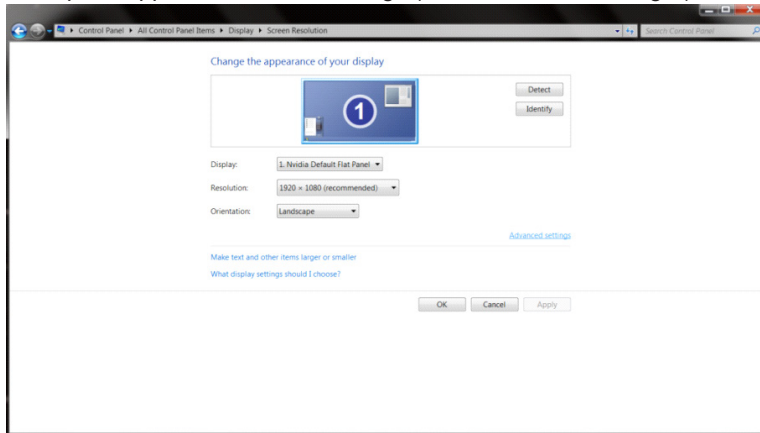 Control Panel ▸ All Control Panel Items ▸ Display ▸ Screen Resolution
Search Control Panel
Change the appearance of your display
1
Detect
Identify
Display:
1. Nvidia Default Flat Panel
Resolution:
1920 × 1080 (recommended)
Orientation:
Landscape
Advanced settings
Make text and other items larger or smaller
What display settings should I choose?
OK
Cancel
Apply